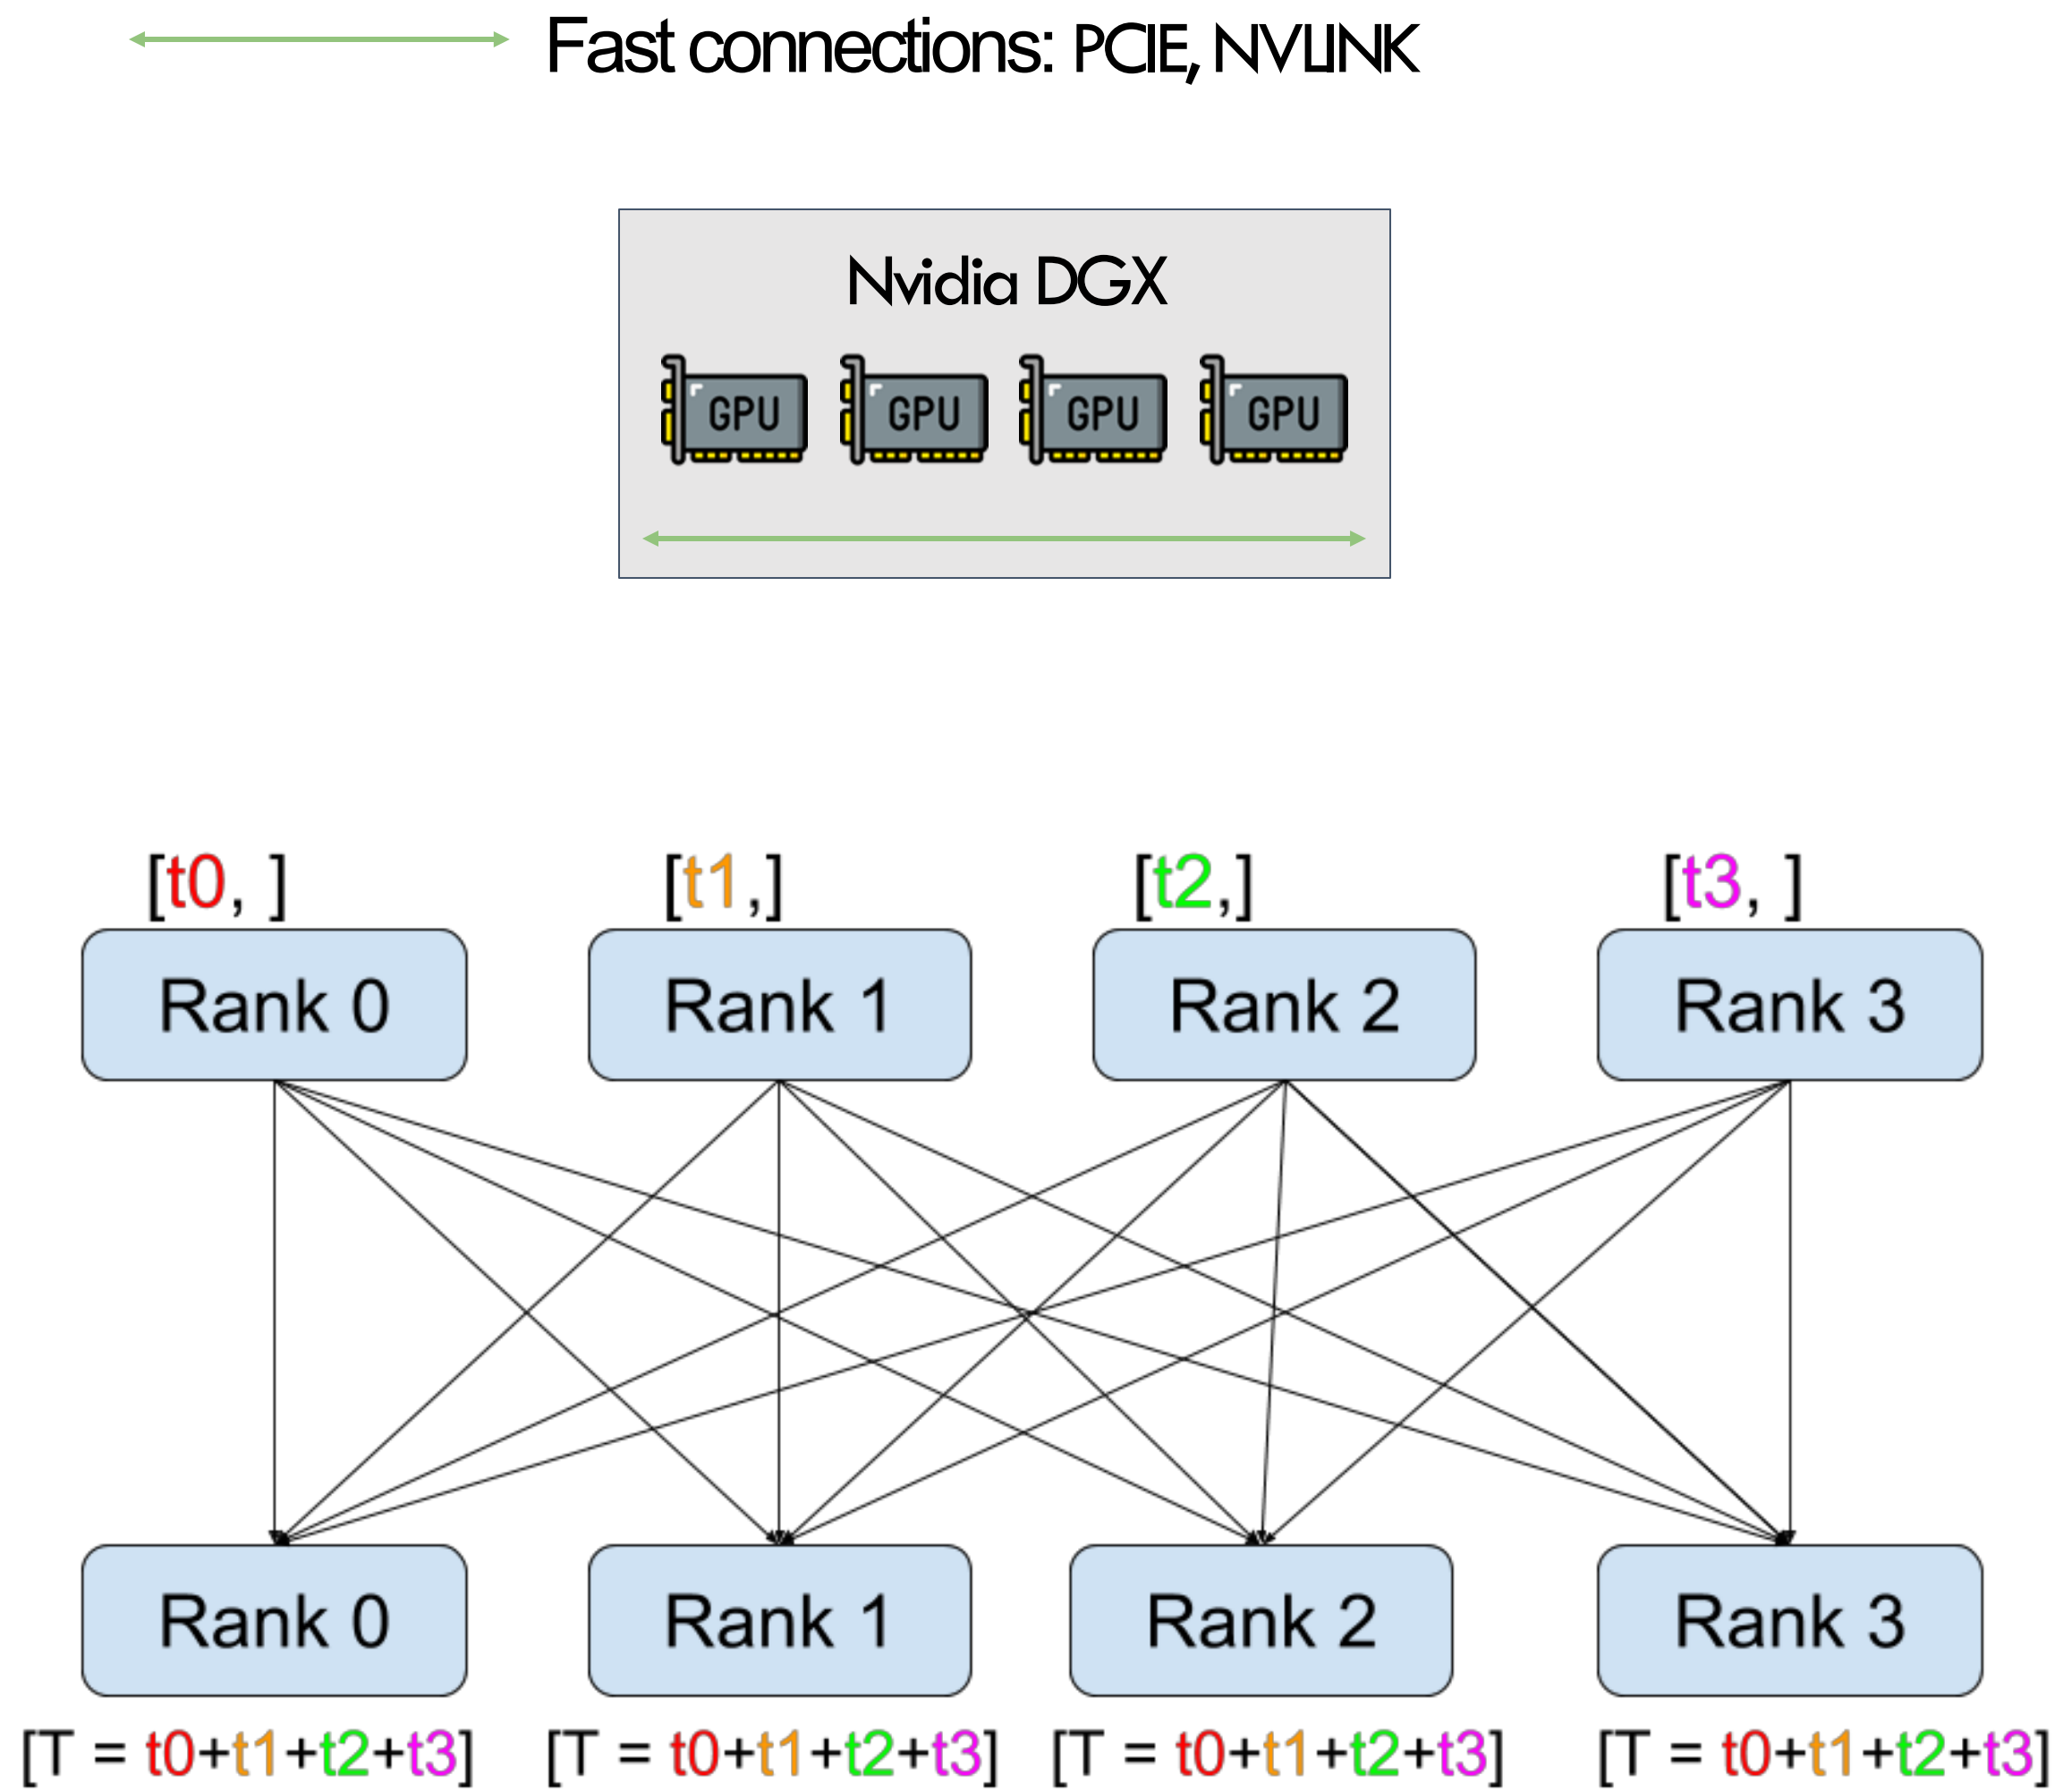 Fast connections: PCIE, NVLINK
Nvidia DGX
GPU GPU GPU GPU
[t0, ] [t1,] [t2,] [t3, ]
Rank 0 Rank 1 Rank 2 Rank 3
Rank 0 Rank 1 Rank 2 Rank 3
[T = t0+t1+t2+t3] [T = t0+t1+t2+t3] [T = t0+t1+t2+t3] [T = t0+t1+t2+t3]